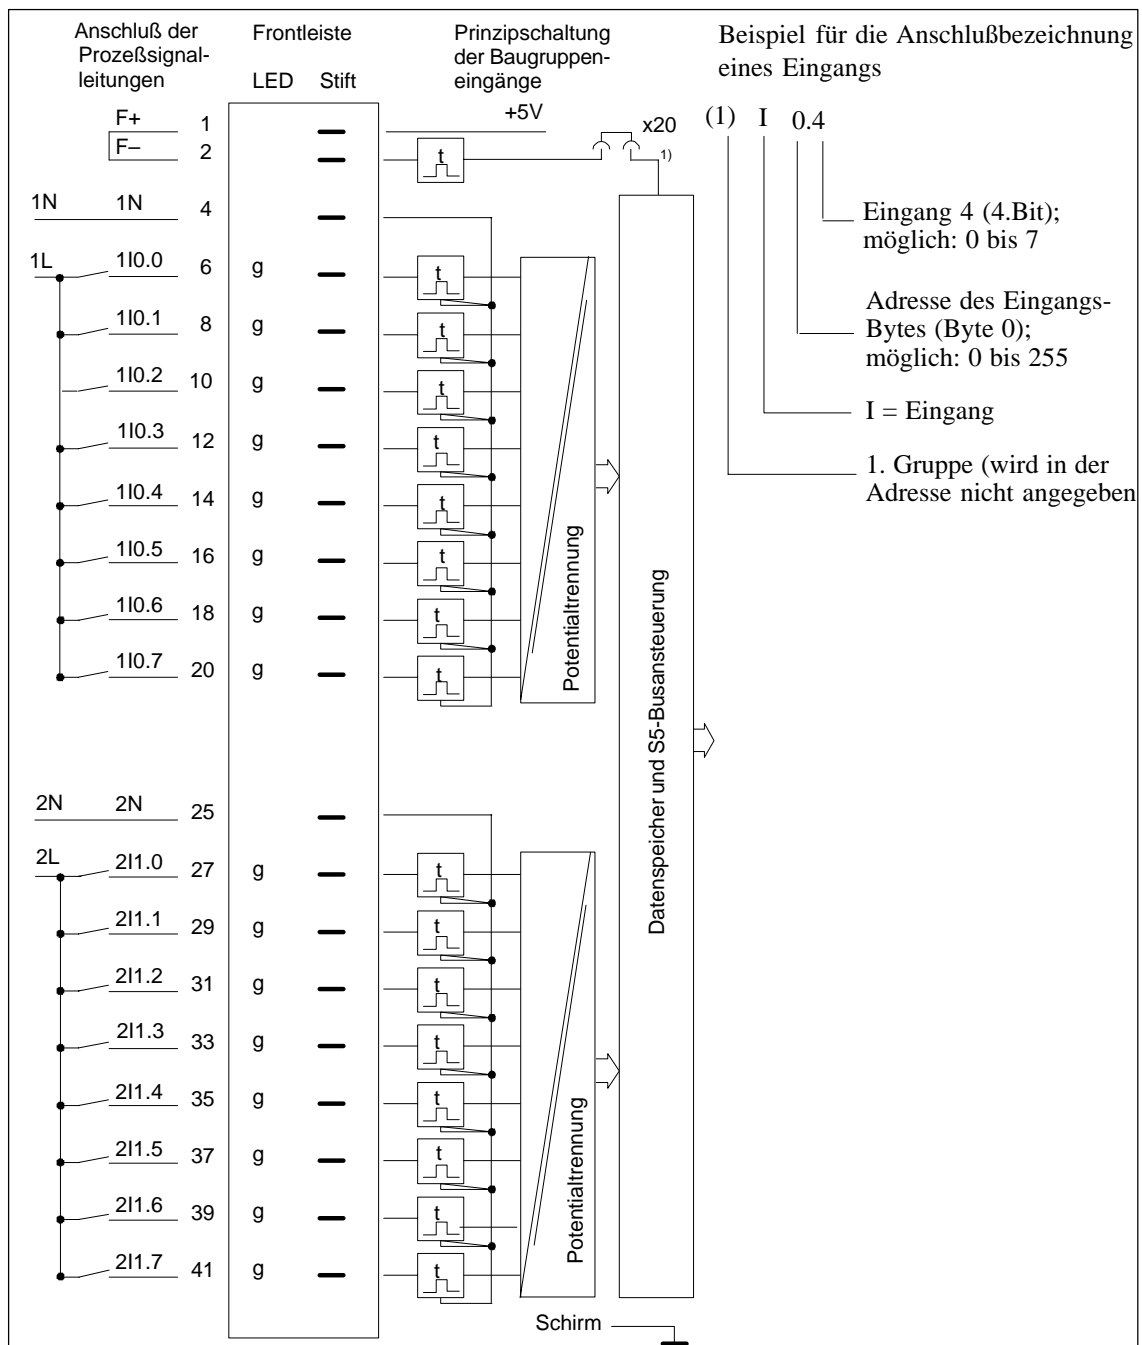 Anschluß der
Prozeßsignal-
leitungen
Frontleiste
LED Stift
Prinzipschaltung
der Baugruppen-
eingänge
Beispiel für die Anschlußbezeichnung
eines Eingangs
F+ 1 +5V
F– 2 t x20 1)
(1) I 0.4
1N 1N 4
Eingang 4 (4.Bit);
möglich: 0 bis 7
1L 1I0.0 6 g t
1I0.1 8 g t
Adresse des Eingangs-
Bytes (Byte 0);
möglich: 0 bis 255
1I0.2 10 g t
I = Eingang
1I0.3 12 g t
1. Gruppe (wird in der
Adresse nicht angegeben
1I0.4 14 g t
1I0.5 16 g t
1I0.6 18 g t
1I0.7 20 g t
Potentialtrennung
Datenspeicher und S5-Busansteuerung
2N 2N 25
2L 2I1.0 27 g t
2I1.1 29 g t
2I1.2 31 g t
2I1.3 33 g t
2I1.4 35 g t
2I1.5 37 g t
2I1.6 39 g t
2I1.7 41 g t
Potentialtrennung
Schirm